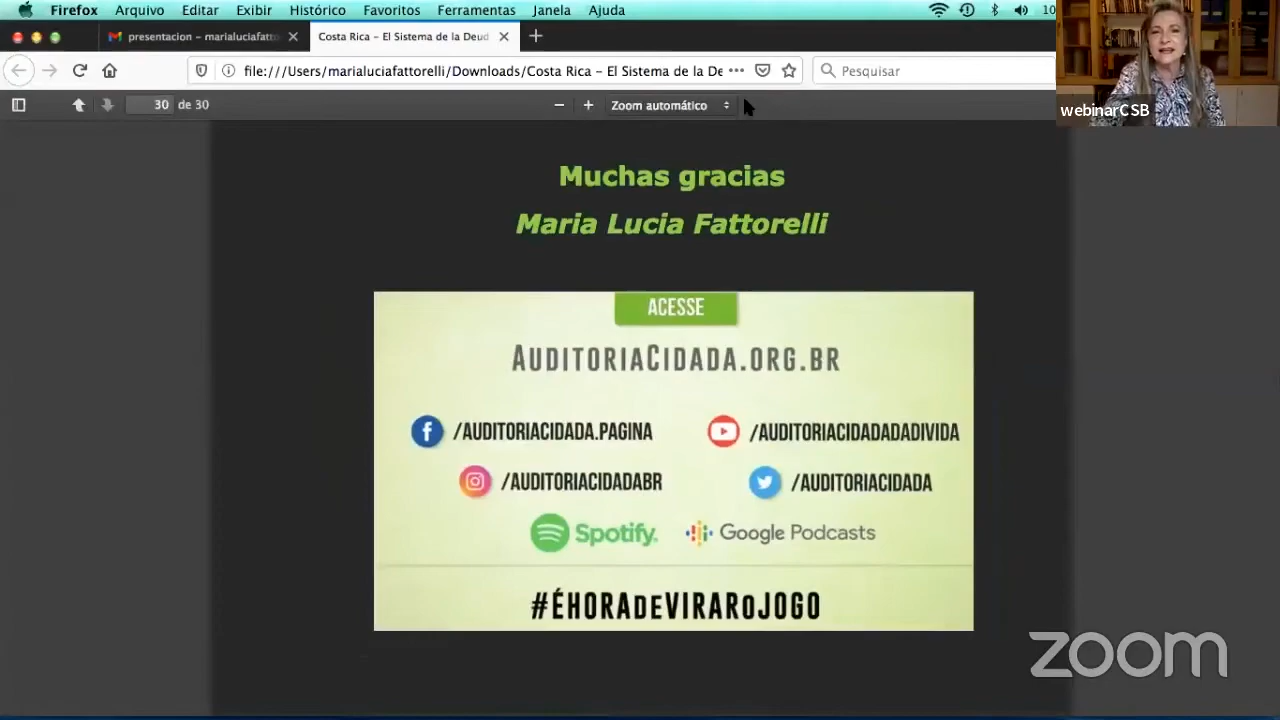 Firefox Arquivo Editar Exibir Histórico Favoritos Ferramentas Janela Ajuda 10
presentacion – marialuciafatto
Costa Rica – El Sistema de la Deud
file:///Users/marialuciafattorelli/Downloads/Costa Rica – El Sistema de la De
Pesquisar
webinarCSB
30 de 30
Zoom automático
Muchas gracias
Maria Lucia Fattorelli
ACESSE
AUDITORIACIDADA.ORG.BR
/AUDITORIACIDADA.PAGINA
/AUDITORIACIDADADADIVIDA
/AUDITORIACIDADABR
/AUDITORIACIDADA
Spotify
Google Podcasts
#ÉHORADEVIRAROJOGO
zoom